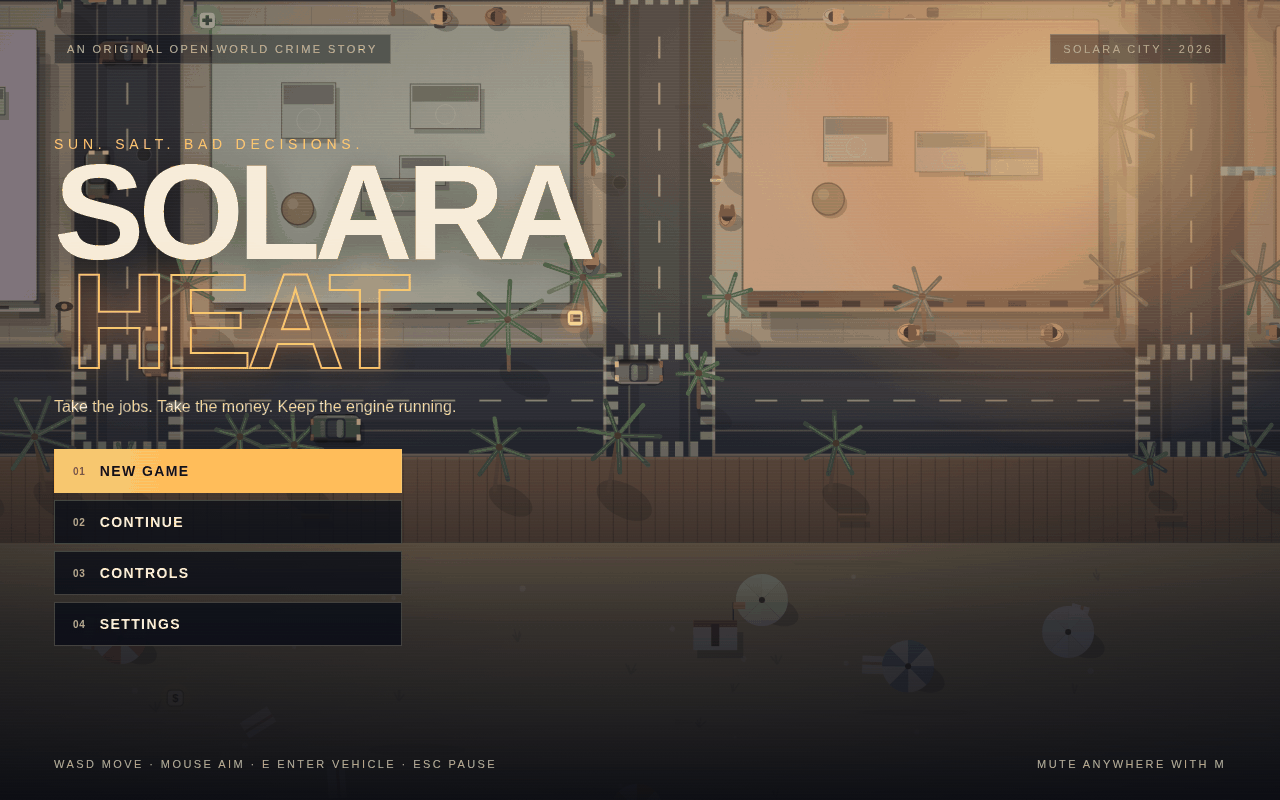 AN ORIGINAL OPEN-WORLD CRIME STORY
SOLARA CITY · 2026
SUN. SALT. BAD DECISIONS.
SOLARA
HEAT
Take the jobs. Take the money. Keep the engine running.
01 NEW GAME
02 CONTINUE
03 CONTROLS
04 SETTINGS
$
WASD MOVE · MOUSE AIM · E ENTER VEHICLE · ESC PAUSE
MUTE ANYWHERE WITH M